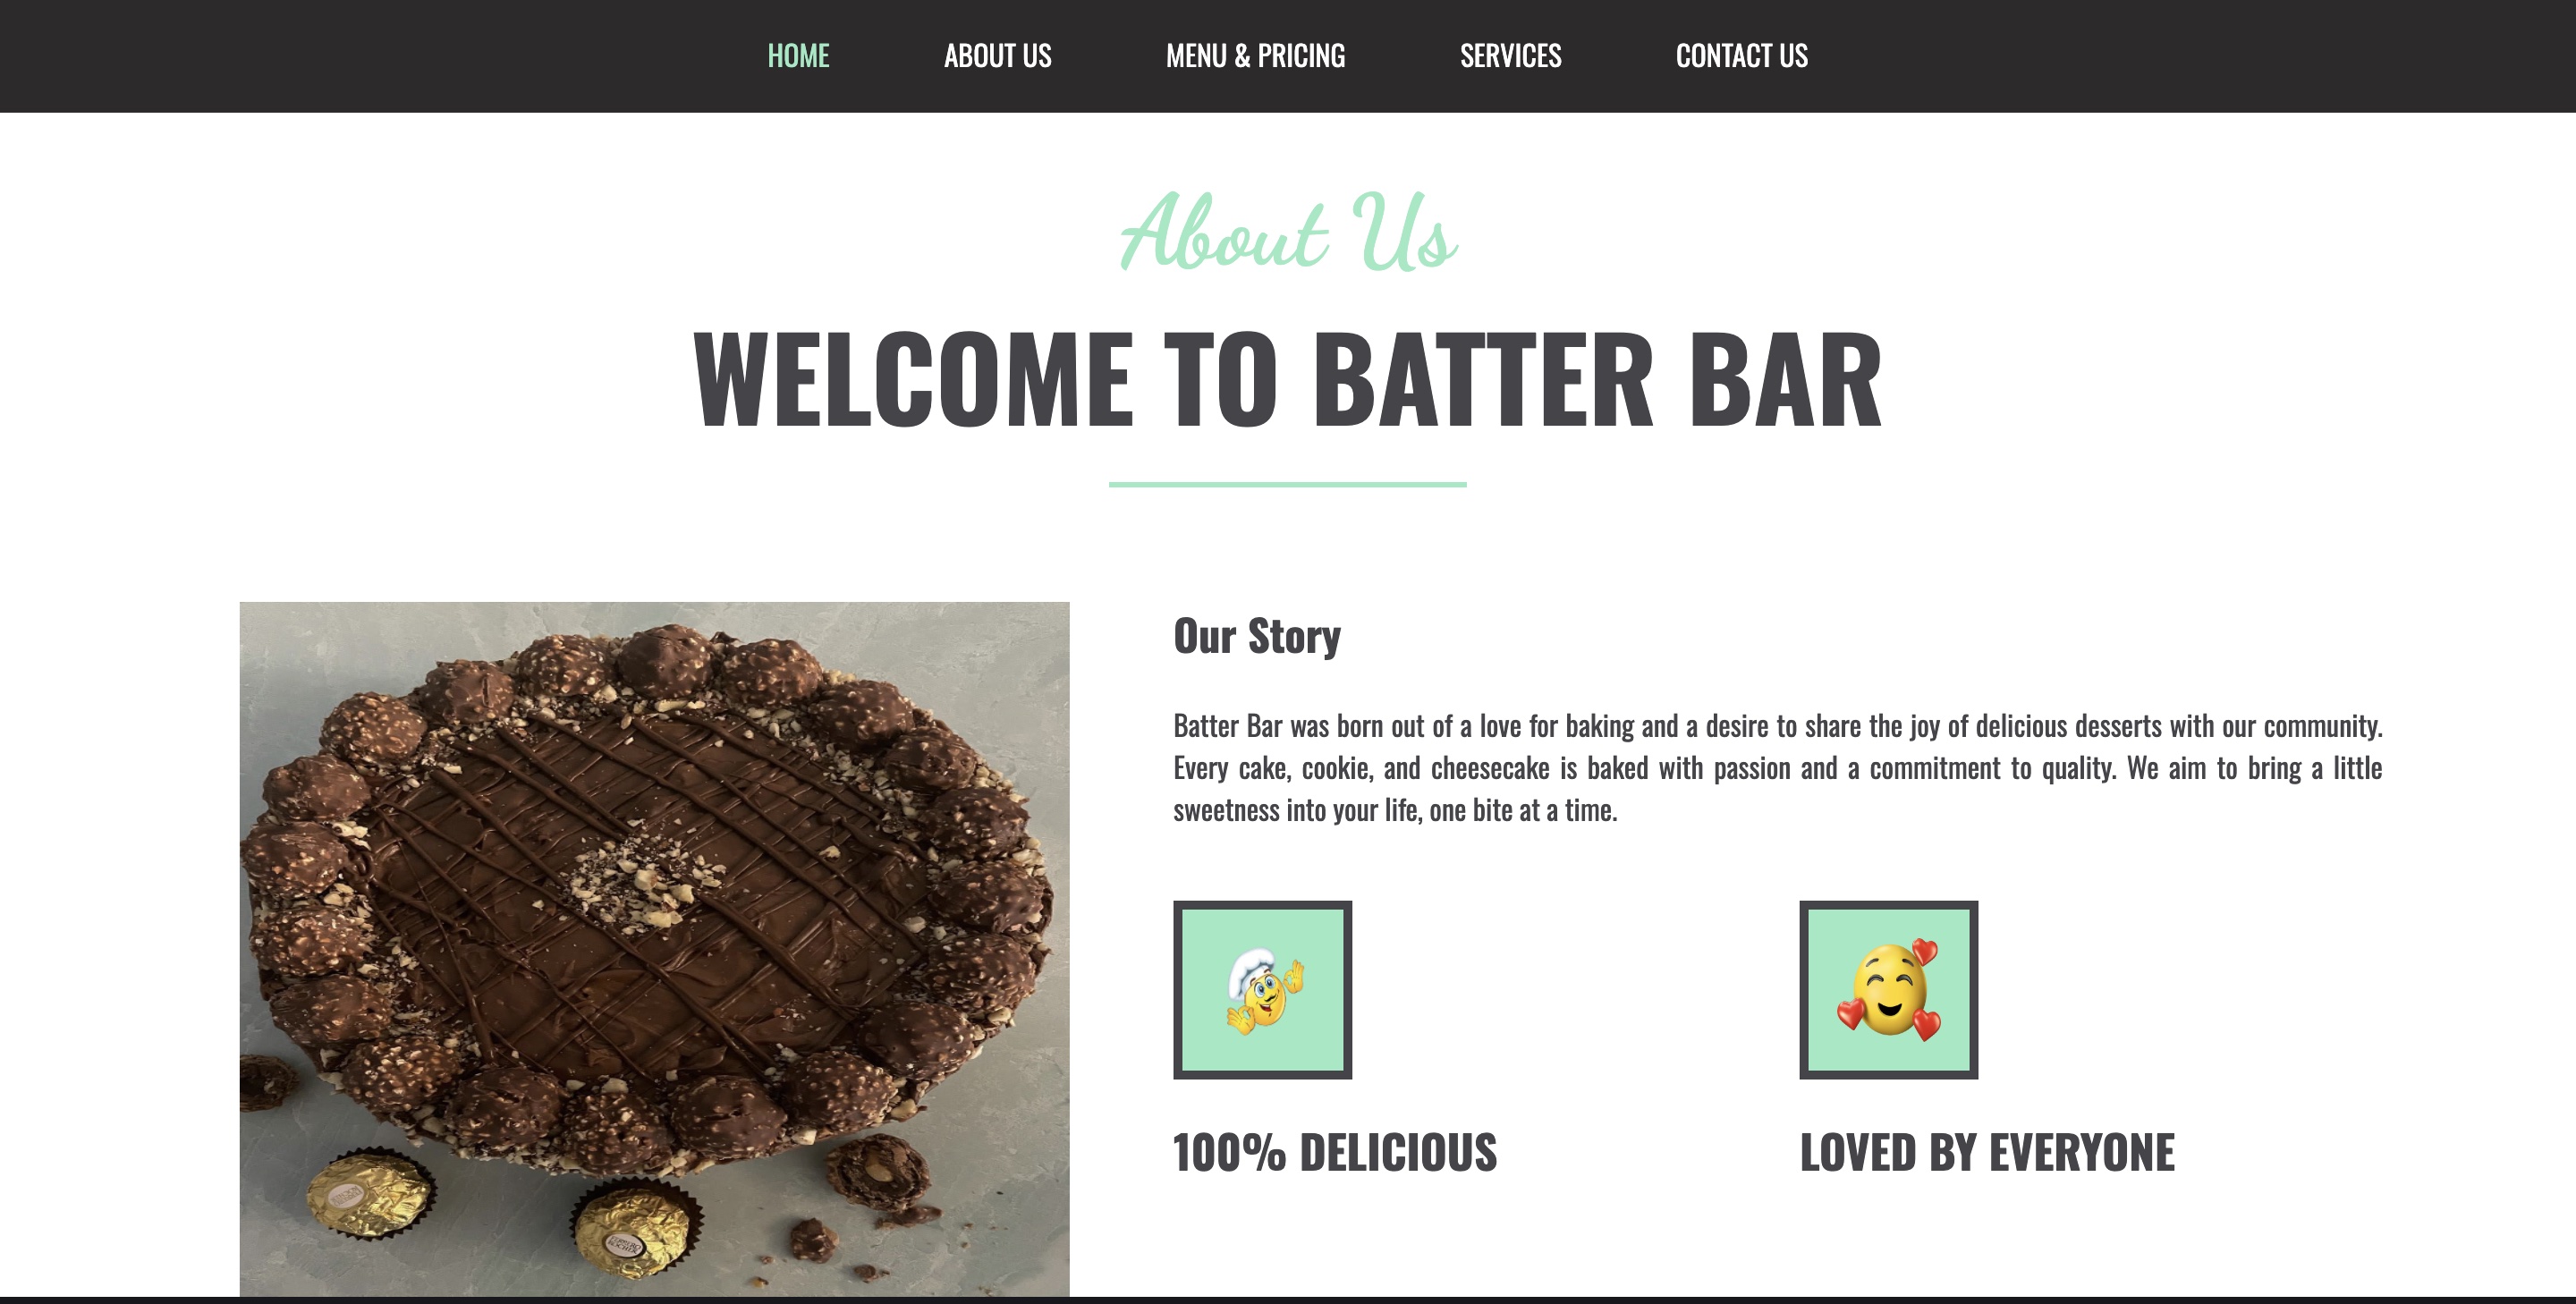 HOME ABOUT US MENU & PRICING SERVICES CONTACT US
About Us
WELCOME TO BATTER BAR
Our Story
Batter Bar was born out of a love for baking and a desire to share the joy of delicious desserts with our community.
Every cake, cookie, and cheesecake is baked with passion and a commitment to quality. We aim to bring a little
sweetness into your life, one bite at a time.
100% DELICIOUS
LOVED BY EVERYONE
FERRERO
ROCHER